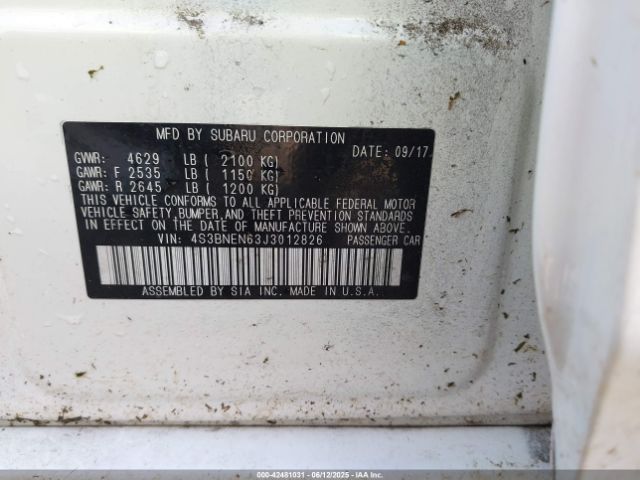 MFD BY SUBARU CORPORATION
GVWR: 4629 LB ( 2100 KG) DATE: 09/17
GAWR: F 2535 LB ( 1150 KG)
GAWR: R 2645 LB ( 1200 KG)
THIS VEHICLE CONFORMS TO ALL APPLICABLE FEDERAL MOTOR
VEHICLE SAFETY, BUMPER, AND THEFT PREVENTION STANDARDS
IN EFFECT ON THE DATE OF MANUFACTURE SHOWN ABOVE.
VIN: 4S3BNEN63J3012826 PASSENGER CAR
ASSEMBLED BY SIA INC. MADE IN U.S.A.
000-42481031 - 06/12/2025 - IAAI.com